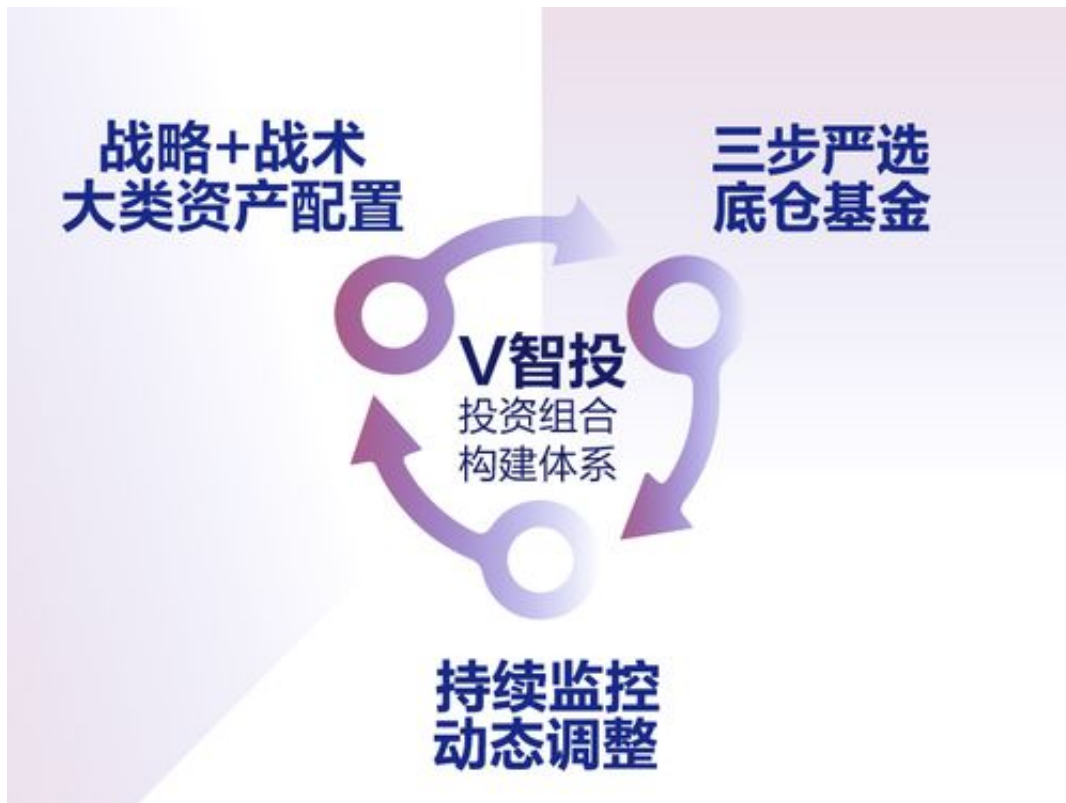 战略+战术
大类资产配置
三步严选
底仓基金
V智投
投资组合
构建体系
持续监控
动态调整